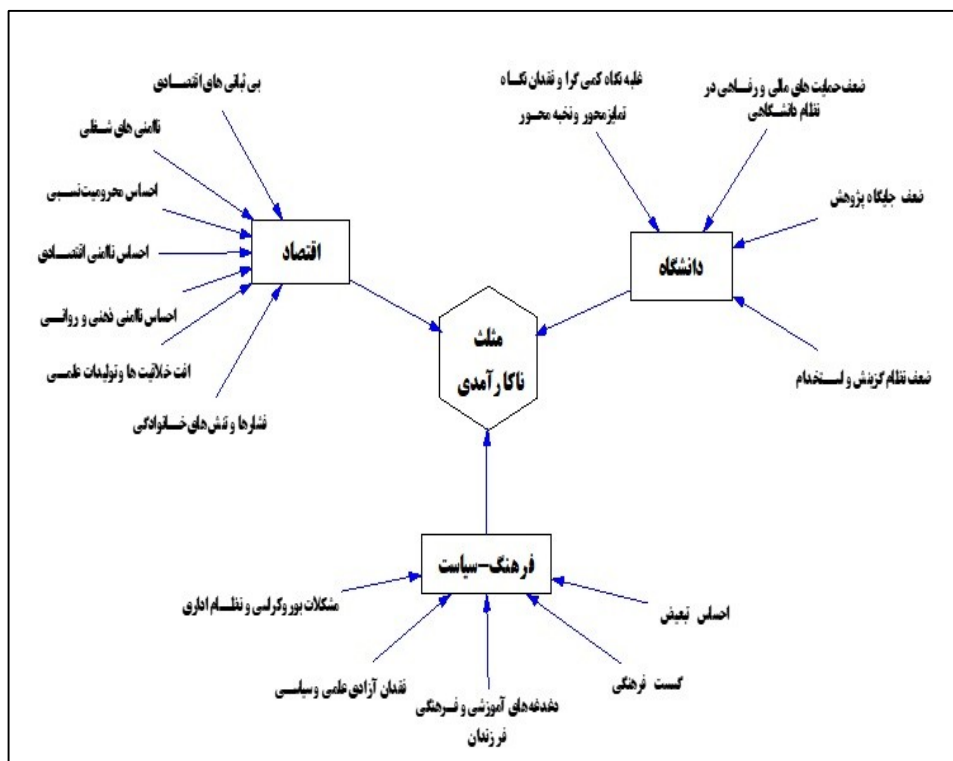 غلبه نگاه کمی گرا و فقدان نگاه
تمایزمحور و نخبه محور
ضعف حمایت های مالی و رفاهی در
نظام دانشگاهی
ضعف جایگاه پژوهش
ضعف نظام گزینش و استخدام
دانشگاه
بی ثباتی های اقتصادی
ناامنی های شغلی
احساس محرومیت نسبی
احساس ناامنی اقتصادی
احساس ناامنی ذهنی و روانی
افت خلاقیت ها و تولیدات علمی
فشارها و تنش های خانوادگی
اقتصاد
مثلث
ناکارآمدی
فرهنگ-سیاست
احساس تبعیض
گسست فرهنگی
دغدغه های آموزشی و فرهنگی
فرزندان
فقدان آزادی علمی و سیاسی
مشکلات بوروکراسی و نظام اداری